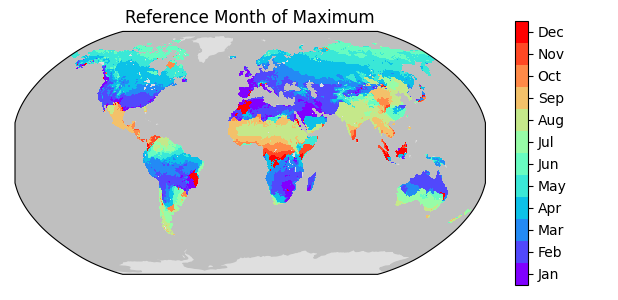 Reference Month of Maximum
Dec
Nov
Oct
Sep
Aug
Jul
Jun
May
Apr
Mar
Feb
Jan